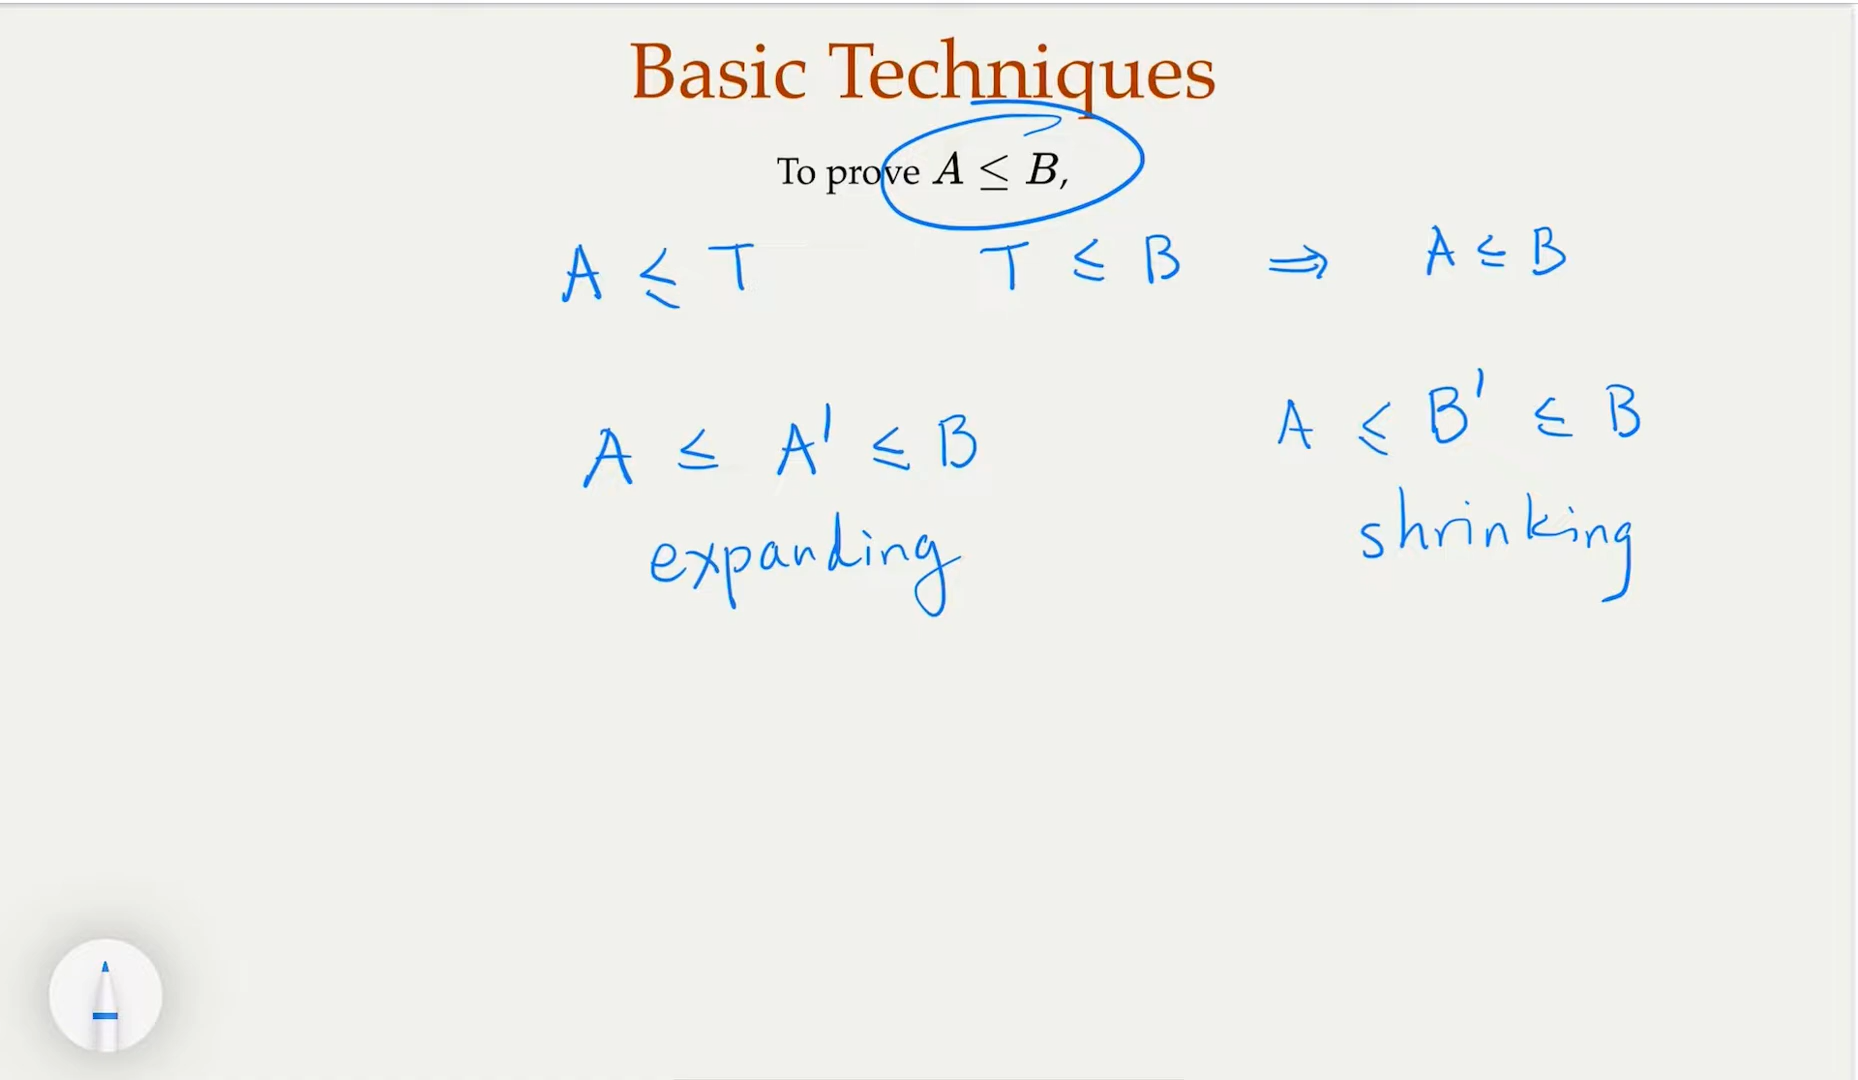 Basic Techniques
To prove A ≤ B,
A ≤ T T ≤ B ⇒ A ≤ B
A ≤ A' ≤ B A ≤ B' ≤ B
expanding shrinking